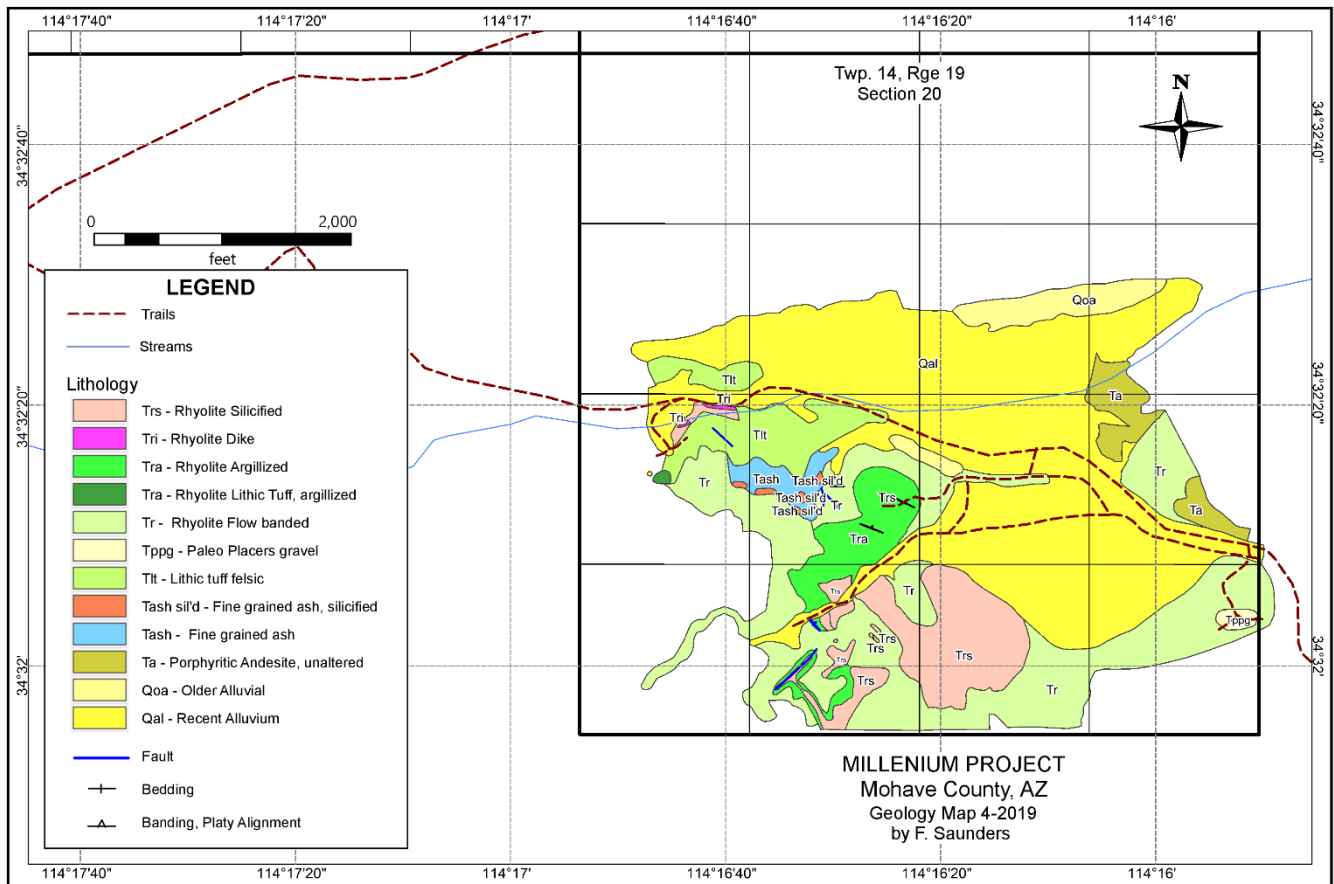 114°17'40"
114°17'20"
114°17'
114°16'40"
114°16'20"
114°16'
Twp. 14, Rge 19
Section 20
N
34°32'40"
34°32'40"
0
2,000
feet
LEGEND
Trails
Streams
Lithology
Trs - Rhyolite Silicified
Tri - Rhyolite Dike
Tra - Rhyolite Argillized
Tra - Rhyolite Lithic Tuff, argillized
Tr - Rhyolite Flow banded
Tppg - Paleo Placers gravel
Tlt - Lithic tuff felsic
Tash sil'd - Fine grained ash, silicified
Tash - Fine grained ash
Ta - Porphyritic Andesite, unaltered
Qoa - Older Alluvial
Qal - Recent Alluvium
Fault
Bedding
Banding, Platy Alignment
Qoa
Qal
Tlt
Ta
Tri
34°32'20"
34°32'20"
Tri
Tlt
Tr
Tr
Tash
Tash sil'd
Tash sil'd
Trs
Tr
Tash sil'd
Ta
Tra
Trs
Tr
Tppg
Trs
Trs
Trs
Trs
34°32'
34°32'
Trs
Tr
MILLENIUM PROJECT
Mohave County, AZ
Geology Map 4-2019
by F. Saunders
114°17'40"
114°17'20"
114°17'
114°16'40"
114°16'20"
114°16'